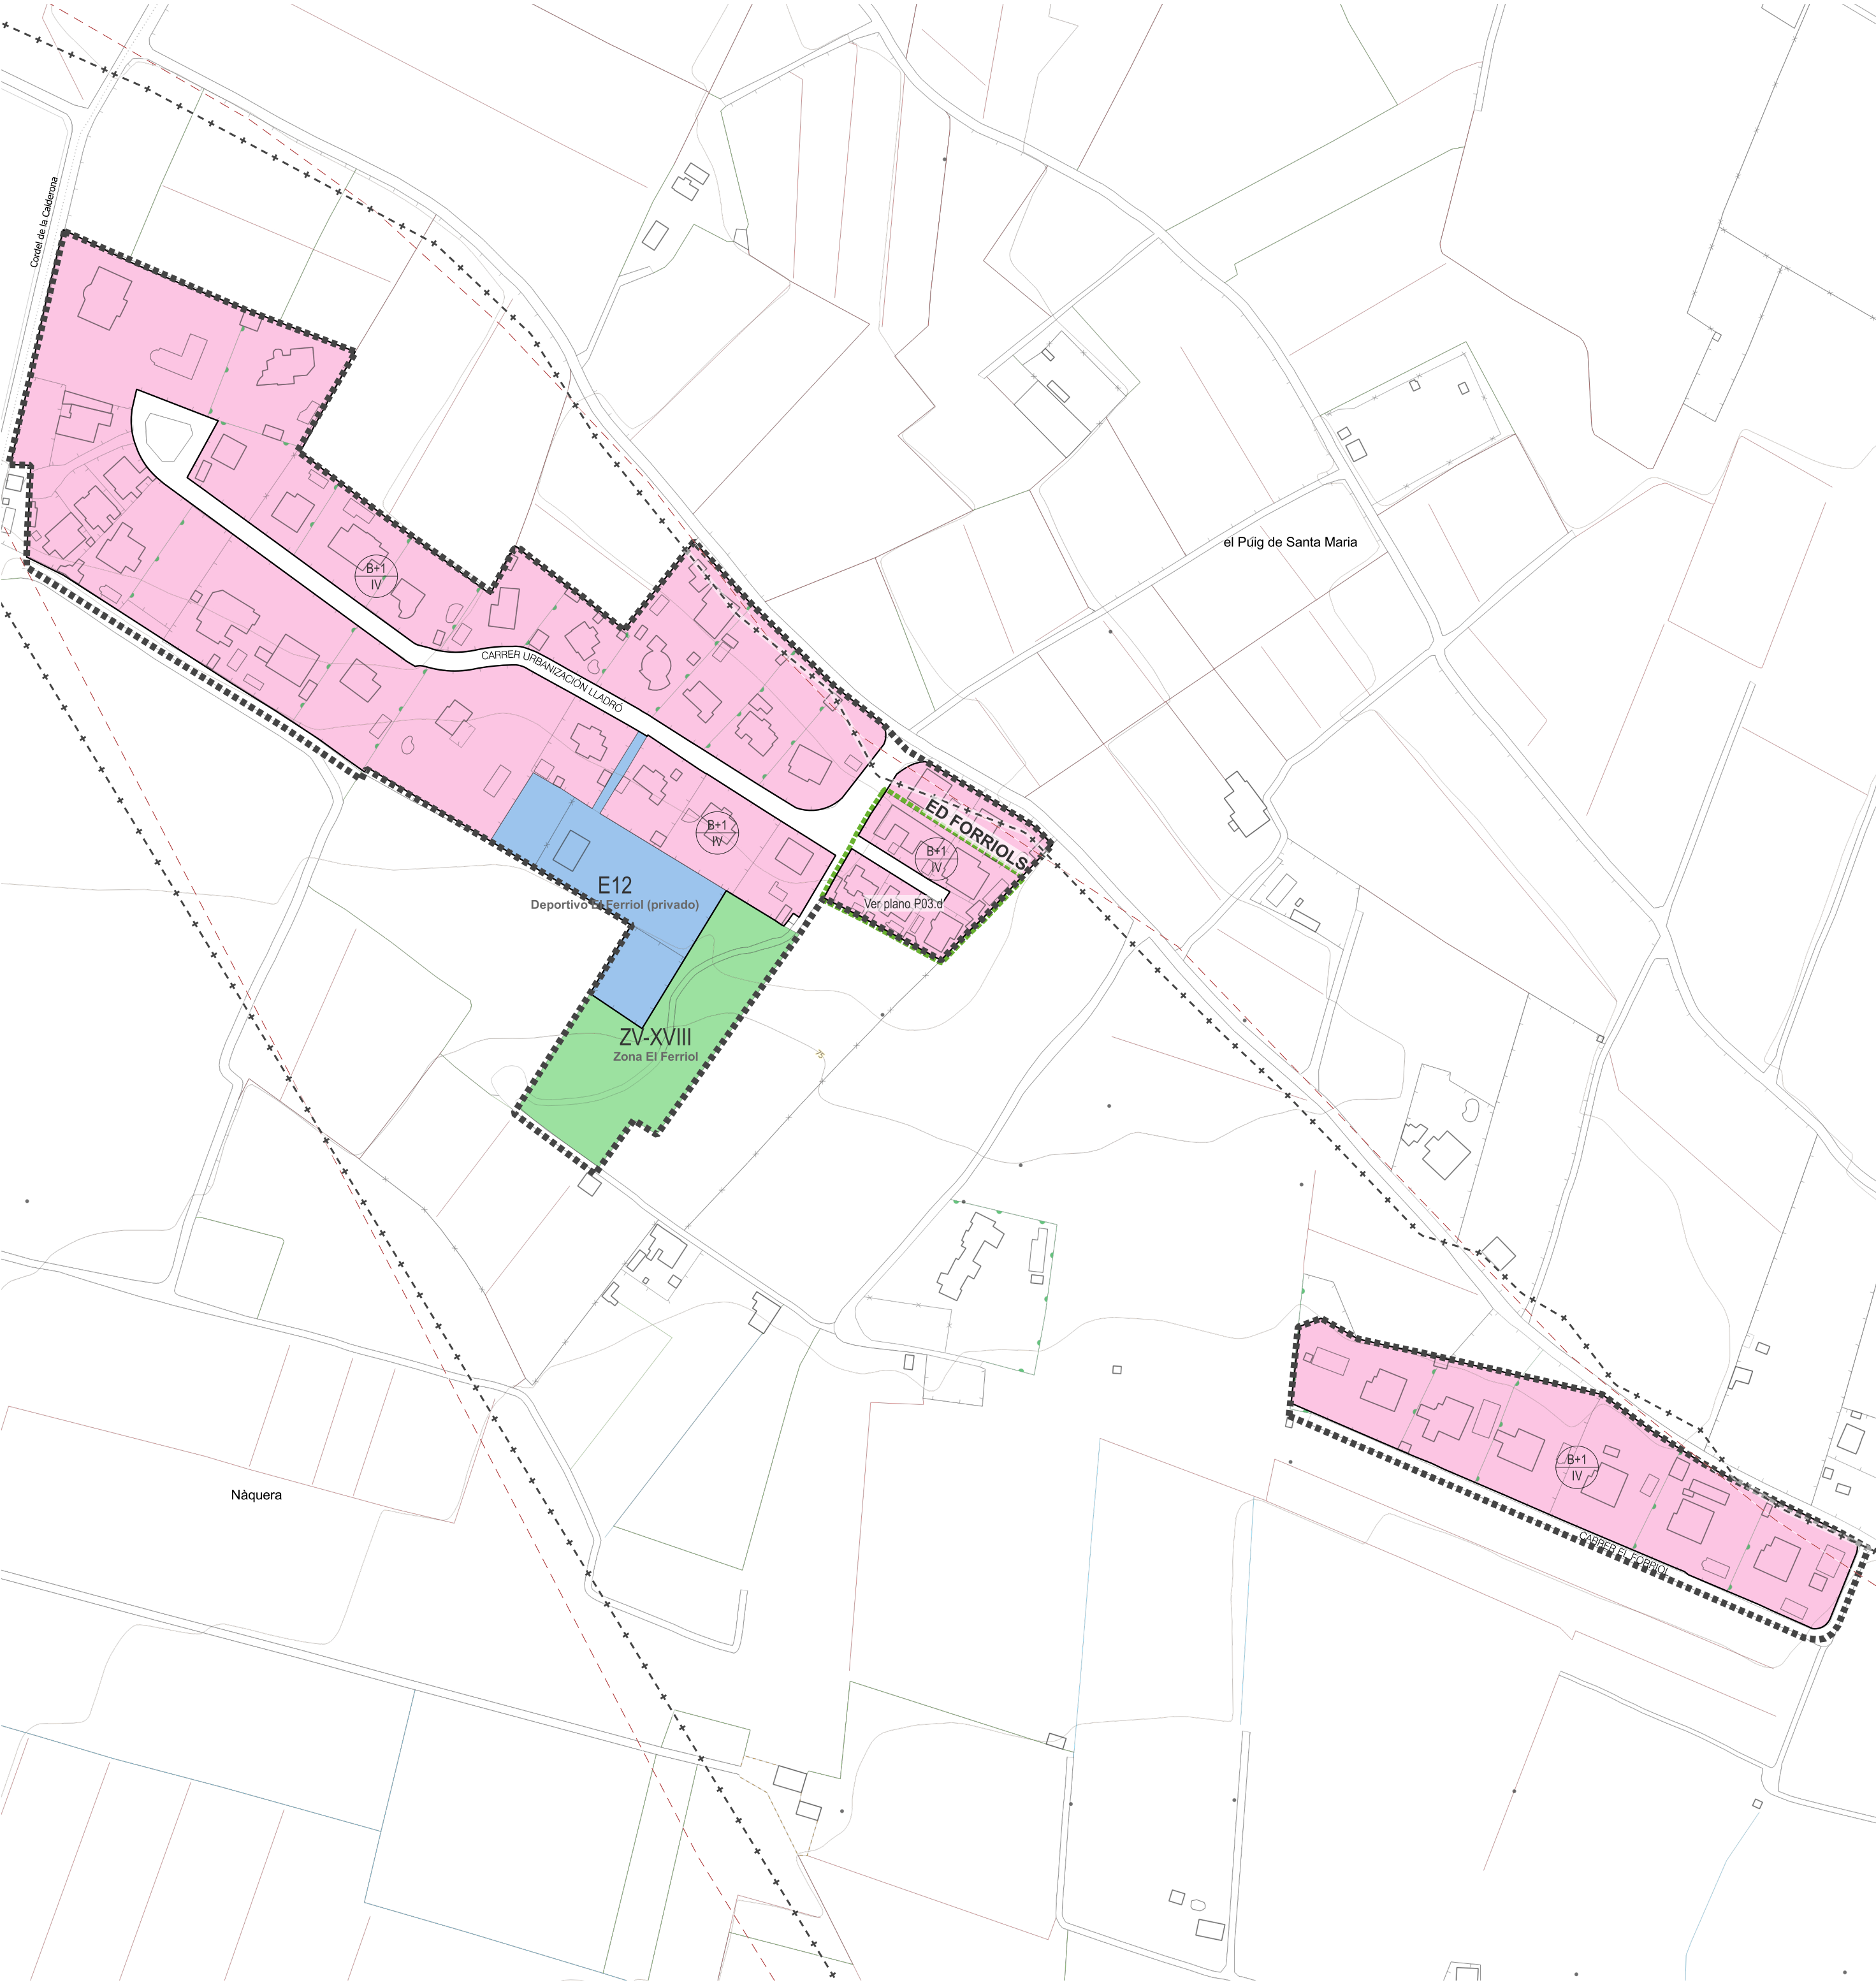 Cordel de la Calderona
el Puig de Santa Maria
B+1
IV
CARRER URBANIZACIÓN LLADRÓ
B+1
IV
ED FORRIOLS
B+1
IV
E12
Deportivo El Ferriol (privado)
Ver plano P03.d
ZV-XVIII
Zona El Ferriol
75
B+1
IV
Nàquera
CARRER EL FORRIOL